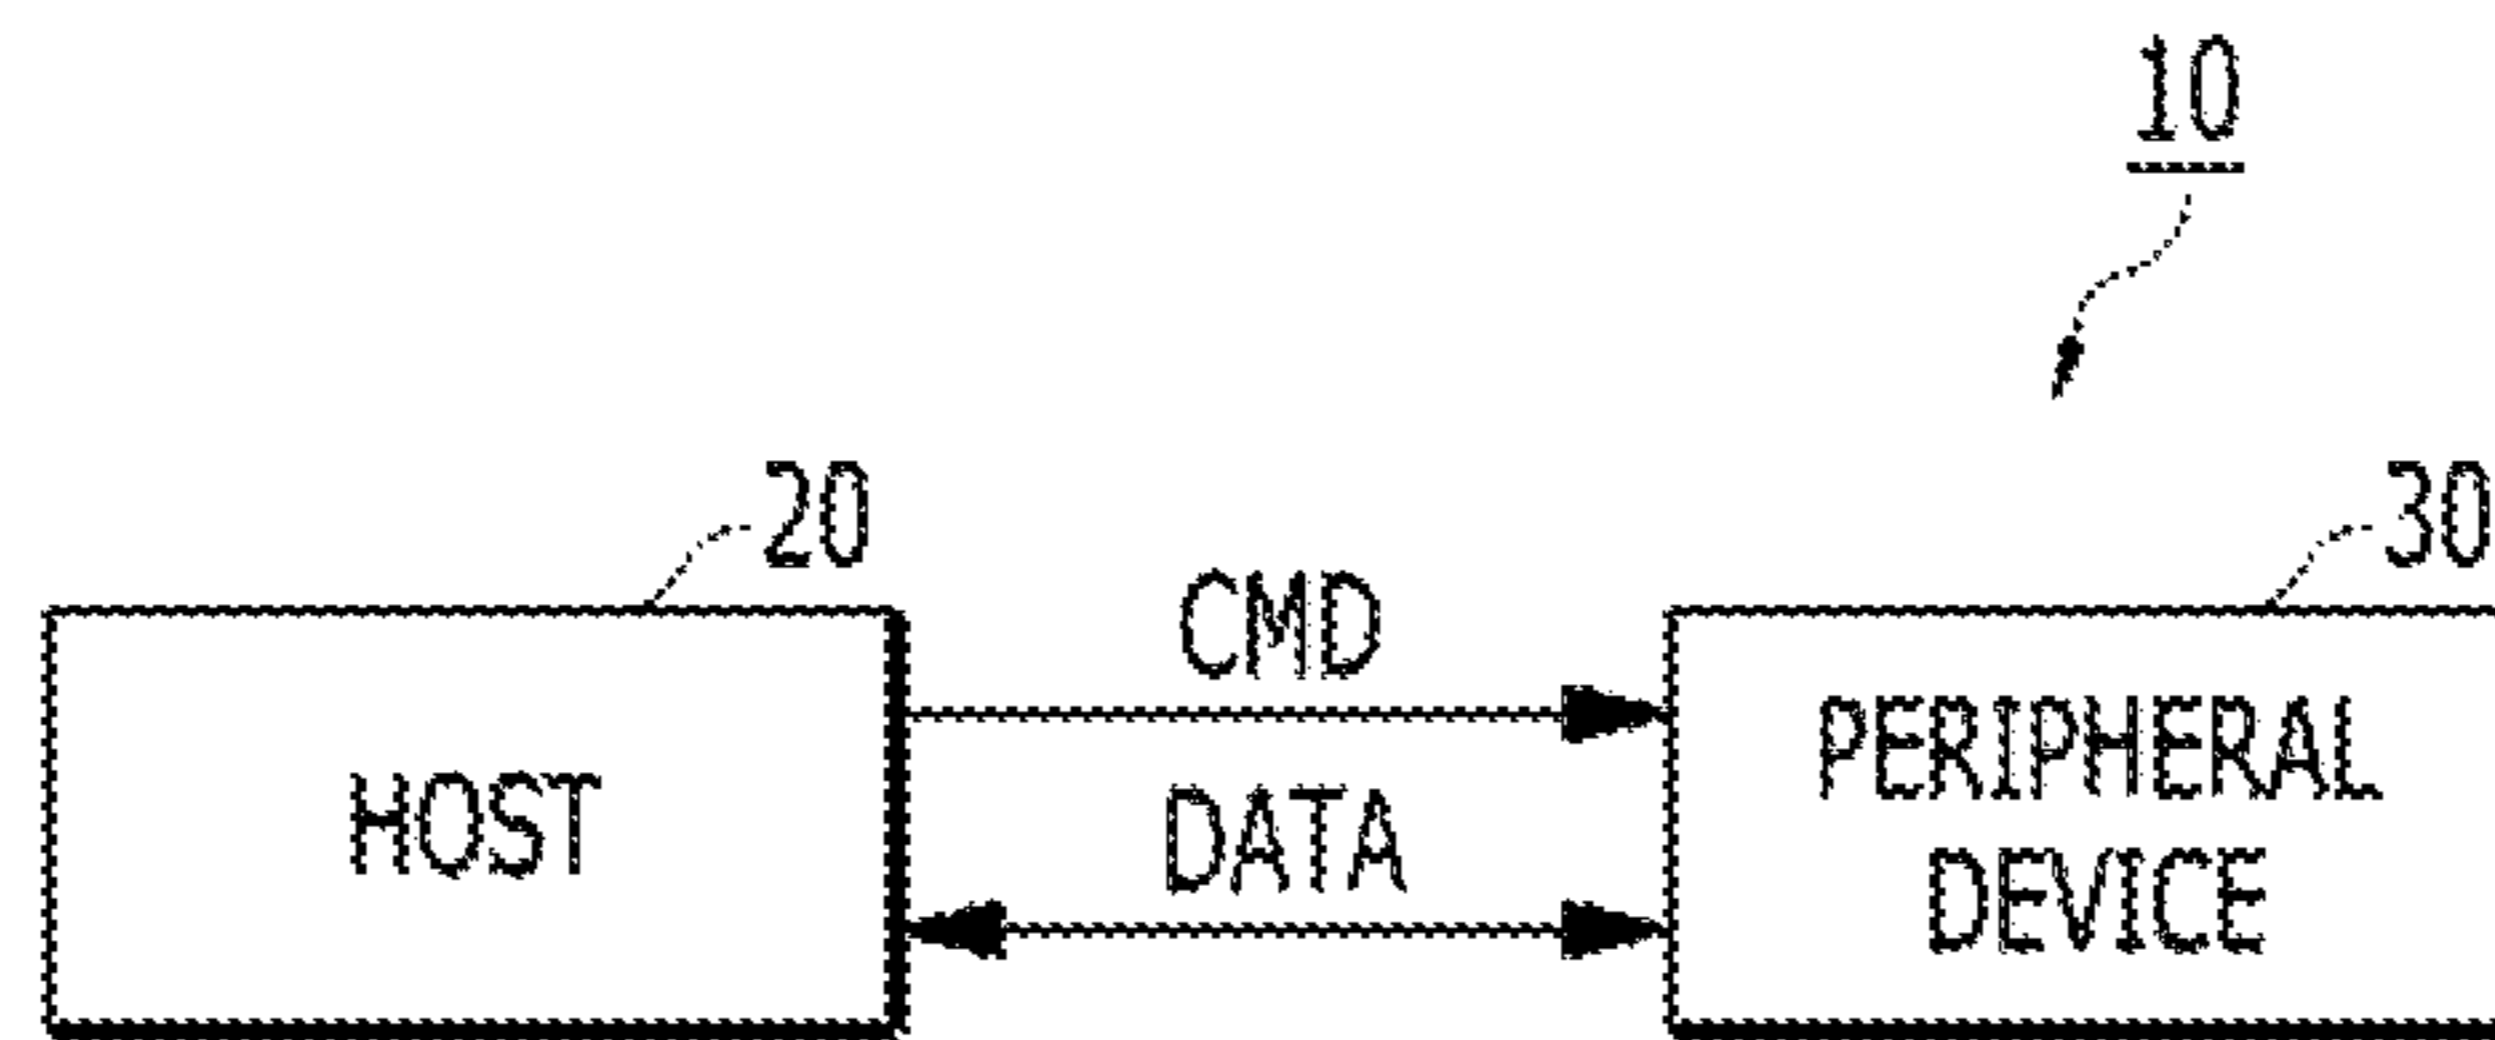 10
20
30
CMD
HOST
DATA
PERIPHERAL
DEVICE